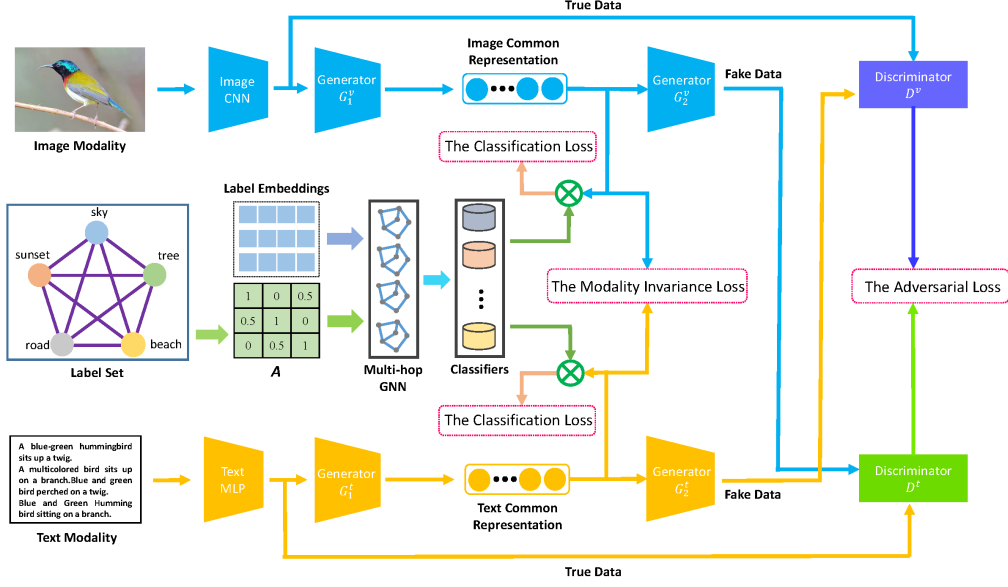 True Data
Image CNN
Generator G₁ᵛ
Image Common Representation
Generator G₂ᵛ
Fake Data
Discriminator Dᵛ
Image Modality
The Classification Loss
Label Embeddings
sky
sunset
tree
road
beach
Label Set
1 0 0.5
0.5 1 0
0 0.5 1
A
Multi-hop GNN
Classifiers
The Modality Invariance Loss
The Adversarial Loss
The Classification Loss
A blue-green hummingbird
sits up a twig.
A multicolored bird sits up
on a branch.Blue and green
bird perched on a twig.
Blue and Green Humming
bird sitting on a branch.
Text Modality
Text MLP
Generator G₁ᵗ
Text Common Representation
Generator G₂ᵗ
Fake Data
Discriminator Dᵗ
True Data